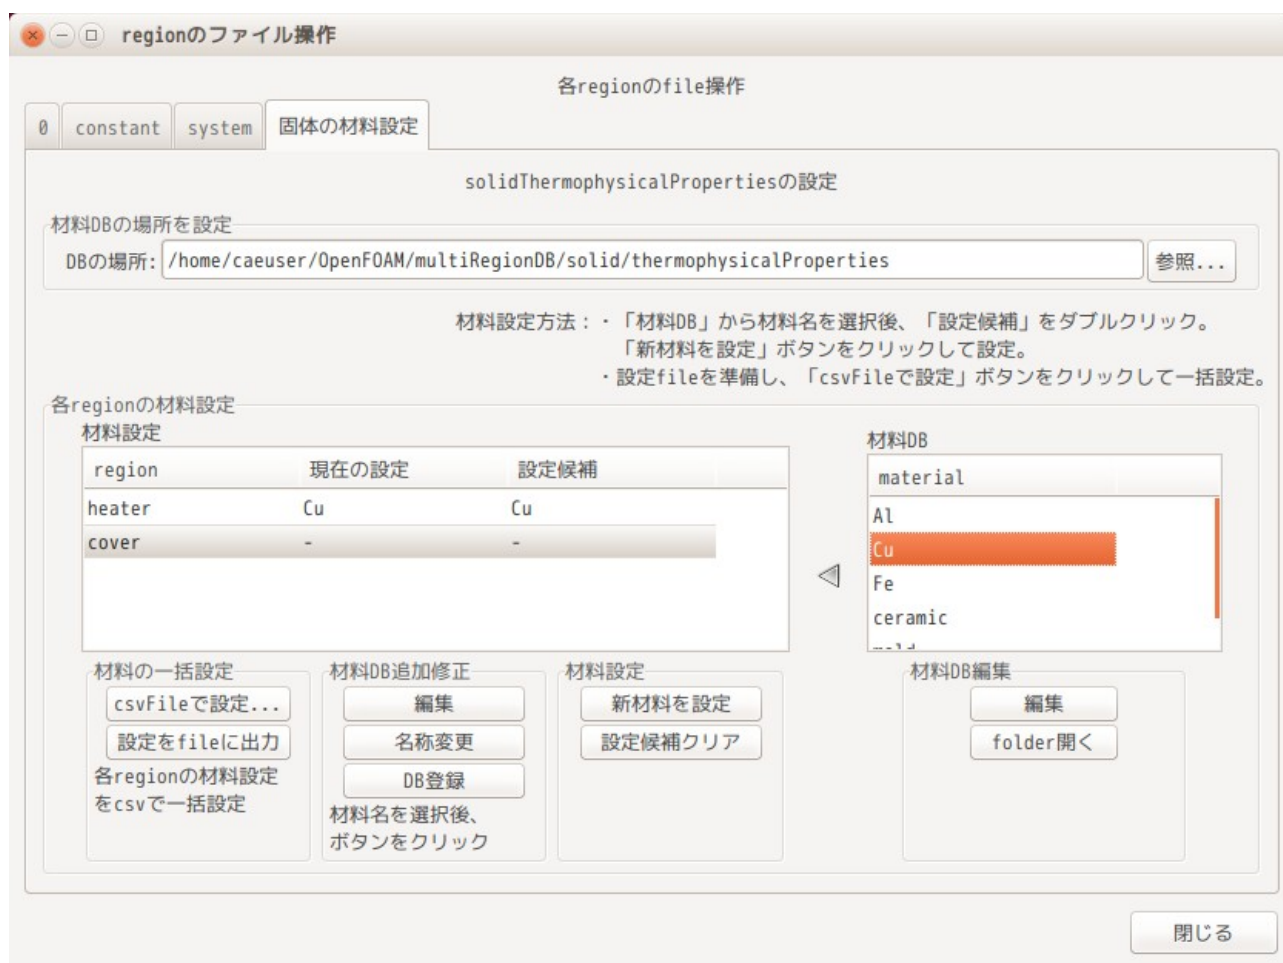 regionのファイル操作
各regionのfile操作
0 constant system 固体の材料設定
solidThermophysicalPropertiesの設定
材料DBの場所を設定
DBの場所: /home/caeuser/OpenFOAM/multiRegionDB/solid/thermophysicalProperties 参照...
材料設定方法：・「材料DB」から材料名を選択後、「設定候補」をダブルクリック。
「新材料を設定」ボタンをクリックして設定。
・設定fileを準備し、「csvFileで設定」ボタンをクリックして一括設定。
各regionの材料設定
材料設定
region 現在の設定 設定候補
heater Cu Cu
cover - -
材料DB
material
Al
Cu
Fe
ceramic
材料の一括設定
csvFileで設定...
設定をfileに出力
各regionの材料設定
をcsvで一括設定
材料DB追加修正
編集
名称変更
DB登録
材料名を選択後、
ボタンをクリック
材料設定
新材料を設定
設定候補クリア
材料DB編集
編集
folder開く
閉じる